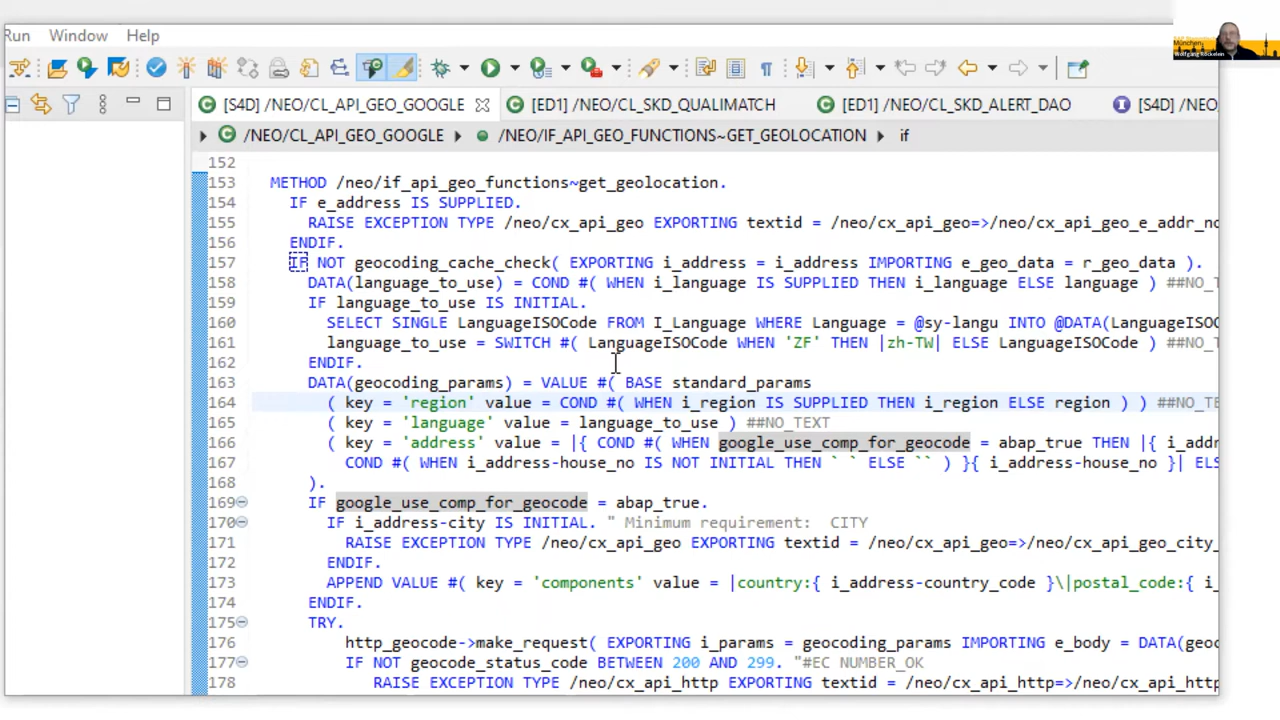 Run Window Help
München
Wolfgang Röckelein
[S4D] /NEO/CL_API_GEO_GOOGLE [ED1] /NEO/CL_SKD_QUALIMATCH [ED1] /NEO/CL_SKD_ALERT_DAO [S4D] /NEO
/NEO/CL_API_GEO_GOOGLE /NEO/IF_API_GEO_FUNCTIONS~GET_GEOLOCATION if
152
153 METHOD /neo/if_api_geo_functions~get_geolocation.
154 IF e_address IS SUPPLIED.
155 RAISE EXCEPTION TYPE /neo/cx_api_geo EXPORTING textid = /neo/cx_api_geo=>/neo/cx_api_geo_e_addr_no
156 ENDIF.
157 IF NOT geocoding_cache_check( EXPORTING i_address = i_address IMPORTING e_geo_data = r_geo_data ).
158 DATA(language_to_use) = COND #( WHEN i_language IS SUPPLIED THEN i_language ELSE language ) ##NO_T
159 IF language_to_use IS INITIAL.
160 SELECT SINGLE LanguageISOCode FROM I_Language WHERE Language = @sy-langu INTO @DATA(LanguageISO
161 language_to_use = SWITCH #( LanguageISOCode WHEN 'ZF' THEN |zh-TW| ELSE LanguageISOCode ) ##NO_T
162 ENDIF.
163 DATA(geocoding_params) = VALUE #( BASE standard_params
164 ( key = 'region' value = COND #( WHEN i_region IS SUPPLIED THEN i_region ELSE region ) ) ##NO_TE
165 ( key = 'language' value = language_to_use ) ##NO_TEXT
166 ( key = 'address' value = |{ COND #( WHEN google_use_comp_for_geocode = abap_true THEN |{ i_add
167 COND #( WHEN i_address-house_no IS NOT INITIAL THEN ` ` ELSE `` ) }{ i_address-house_no }| ELS
168 ).
169 IF google_use_comp_for_geocode = abap_true.
170 IF i_address-city IS INITIAL. " Minimum requirement: CITY
171 RAISE EXCEPTION TYPE /neo/cx_api_geo EXPORTING textid = /neo/cx_api_geo=>/neo/cx_api_geo_city_
172 ENDIF.
173 APPEND VALUE #( key = 'components' value = |country:{ i_address-country_code }\|postal_code:{ i_
174 ENDIF.
175 TRY.
176 http_geocode->make_request( EXPORTING i_params = geocoding_params IMPORTING e_body = DATA(geoc
177 IF NOT geocode_status_code BETWEEN 200 AND 299. "#EC NUMBER_OK
178 RAISE EXCEPTION TYPE /neo/cx_api_http EXPORTING textid = /neo/cx_api_http=>/neo/cx_api_http